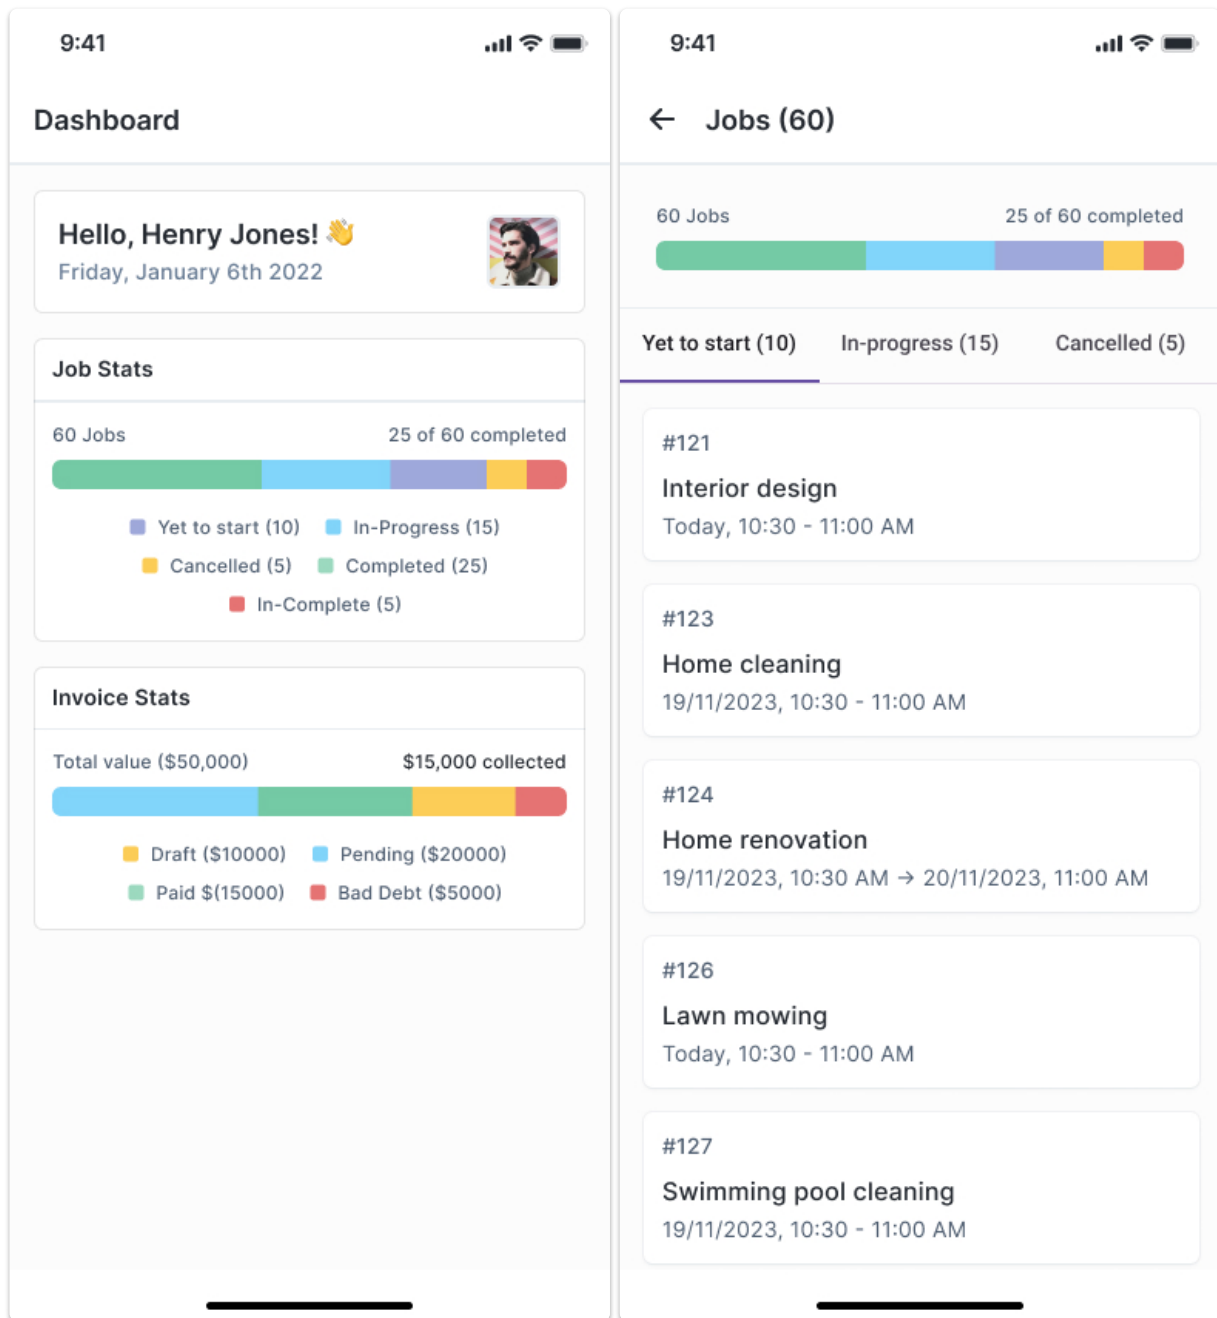 9:41
Dashboard
Hello, Henry Jones! 👋
Friday, January 6th 2022
Job Stats
60 Jobs 25 of 60 completed
Yet to start (10) In-Progress (15)
Cancelled (5) Completed (25)
In-Complete (5)
Invoice Stats
Total value ($50,000) $15,000 collected
Draft ($10000) Pending ($20000)
Paid $(15000) Bad Debt ($5000)
9:41
← Jobs (60)
60 Jobs 25 of 60 completed
Yet to start (10) In-progress (15) Cancelled (5)
#121
Interior design
Today, 10:30 - 11:00 AM
#123
Home cleaning
19/11/2023, 10:30 - 11:00 AM
#124
Home renovation
19/11/2023, 10:30 AM → 20/11/2023, 11:00 AM
#126
Lawn mowing
Today, 10:30 - 11:00 AM
#127
Swimming pool cleaning
19/11/2023, 10:30 - 11:00 AM